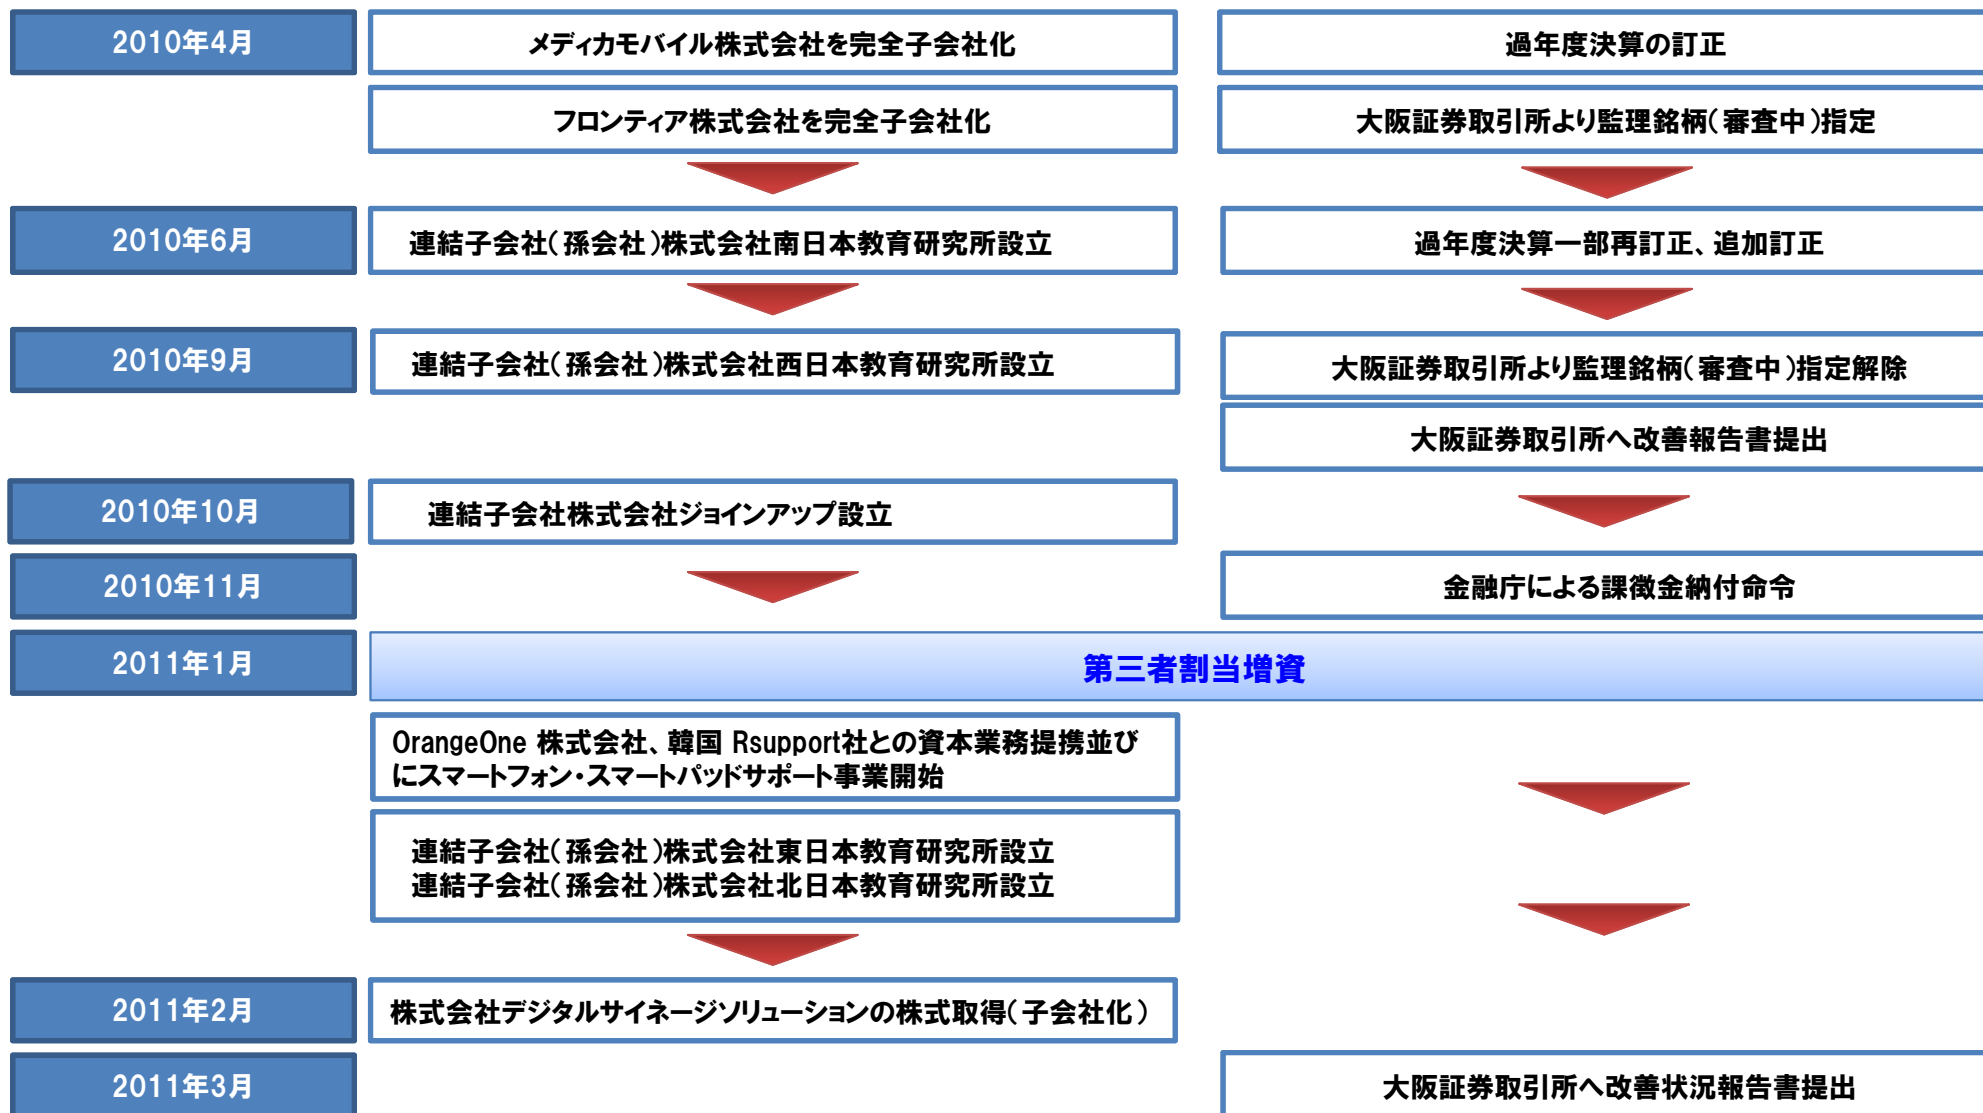 2010年4月
メディカモバイル株式会社を完全子会社化
過年度決算の訂正
フロンティア株式会社を完全子会社化
大阪証券取引所より監理銘柄(審査中)指定
2010年6月
連結子会社(孫会社)株式会社南日本教育研究所設立
過年度決算一部再訂正、追加訂正
2010年9月
連結子会社(孫会社)株式会社西日本教育研究所設立
大阪証券取引所より監理銘柄(審査中)指定解除
大阪証券取引所へ改善報告書提出
2010年10月
連結子会社株式会社ジョインアップ設立
2010年11月
金融庁による課徴金納付命令
2011年1月
第三者割当増資
OrangeOne 株式会社、韓国 Rsupport社との資本業務提携並び
にスマートフォン・スマートパッドサポート事業開始
連結子会社(孫会社)株式会社東日本教育研究所設立
連結子会社(孫会社)株式会社北日本教育研究所設立
2011年2月
株式会社デジタルサイネージソリューションの株式取得(子会社化)
2011年3月
大阪証券取引所へ改善状況報告書提出